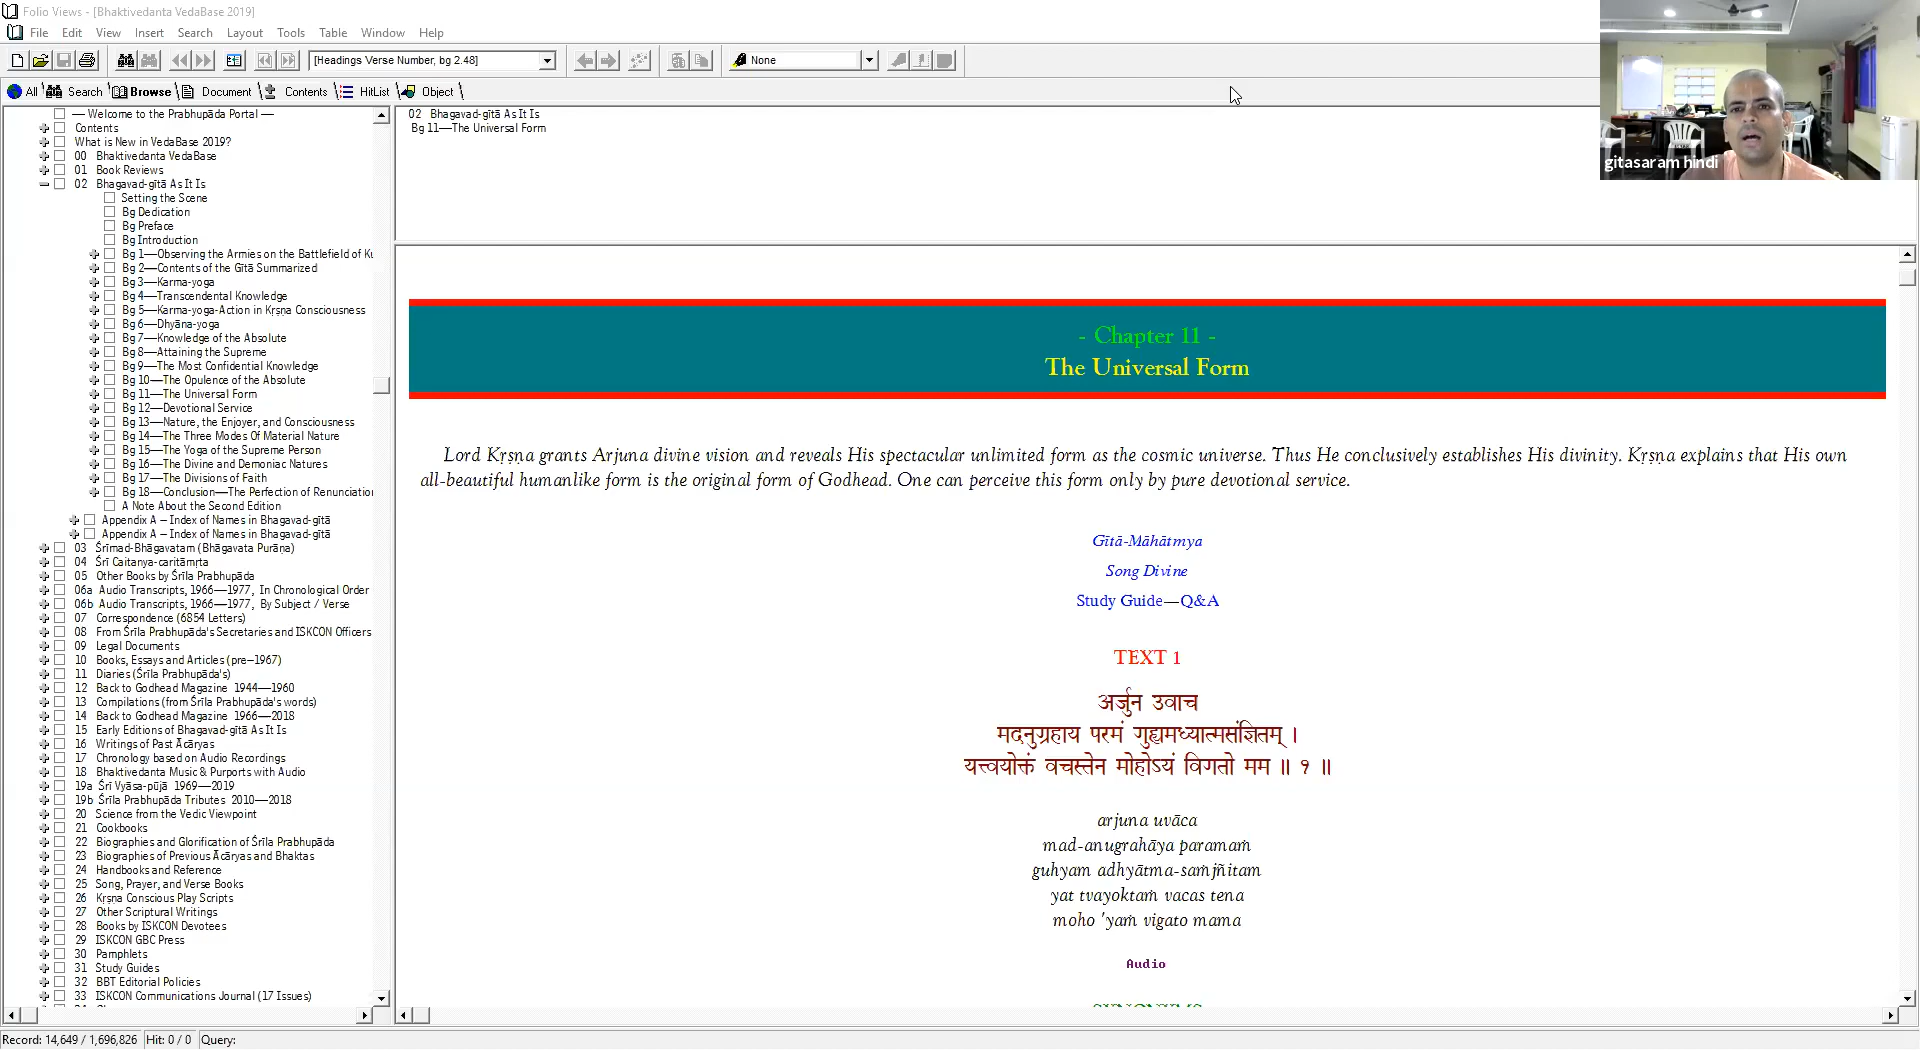 Folio Views - [Bhaktivedanta VedaBase 2019]
File Edit View Insert Search Layout Tools Table Window Help
[Headings Verse Number, bg 2.48] None
All Search Browse Document Contents HitList Object
— Welcome to the Prabhupāda Portal —
Contents
What is New in VedaBase 2019?
00 Bhaktivedanta VedaBase
01 Book Reviews
02 Bhagavad-gītā As It Is
Setting the Scene
Bg Dedication
Bg Preface
Bg Introduction
Bg 1—Observing the Armies on the Battlefield of Ku
Bg 2—Contents of the Gītā Summarized
Bg 3—Karma-yoga
Bg 4—Transcendental Knowledge
Bg 5—Karma-yoga-Action in Kṛṣṇa Consciousness
Bg 6—Dhyāna-yoga
Bg 7—Knowledge of the Absolute
Bg 8—Attaining the Supreme
Bg 9—The Most Confidential Knowledge
Bg 10—The Opulence of the Absolute
Bg 11—The Universal Form
Bg 12—Devotional Service
Bg 13—Nature, the Enjoyer, and Consciousness
Bg 14—The Three Modes Of Material Nature
Bg 15—The Yoga of the Supreme Person
Bg 16—The Divine and Demoniac Natures
Bg 17—The Divisions of Faith
Bg 18—Conclusion—The Perfection of Renunciation
A Note About the Second Edition
Appendix A – Index of Names in Bhagavad-gītā
Appendix A – Index of Names in Bhagavad-gītā
03 Śrīmad-Bhāgavatam (Bhāgavata Purāṇa)
04 Śrī Caitanya-caritāmṛta
05 Other Books by Śrīla Prabhupāda
06a Audio Transcripts, 1966—1977, In Chronological Order
06b Audio Transcripts, 1966—1977, By Subject / Verse
07 Correspondence (6854 Letters)
08 From Śrīla Prabhupāda's Secretaries and ISKCON Officers
09 Legal Documents
10 Books, Essays and Articles (pre–1967)
11 Diaries (Śrīla Prabhupāda's)
12 Back to Godhead Magazine 1944—1960
13 Compilations (from Śrīla Prabhupāda's words)
14 Back to Godhead Magazine 1966—2018
15 Early Editions of Bhagavad-gītā As It Is
16 Writings of Past Ācāryas
17 Chronology based on Audio Recordings
18 Bhaktivedanta Music & Purports with Audio
19a Śrī Vyāsa-pūjā 1969—2019
19b Śrīla Prabhupāda Tributes 2010—2018
20 Science from the Vedic Viewpoint
21 Cookbooks
22 Biographies and Glorification of Śrīla Prabhupāda
23 Biographies of Previous Ācāryas and Bhaktas
24 Handbooks and Reference
25 Song, Prayer, and Verse Books
26 Kṛṣṇa Conscious Play Scripts
27 Other Scriptural Writings
28 Books by ISKCON Devotees
29 ISKCON GBC Press
30 Pamphlets
31 Study Guides
32 BBT Editorial Policies
33 ISKCON Communications Journal (17 Issues)
02 Bhagavad-gītā As It Is
Bg 11—The Universal Form
gitasaram hindi
- Chapter 11 -
The Universal Form
Lord Kṛṣṇa grants Arjuna divine vision and reveals His spectacular unlimited form as the cosmic universe. Thus He conclusively establishes His divinity. Kṛṣṇa explains that His own
all-beautiful humanlike form is the original form of Godhead. One can perceive this form only by pure devotional service.
Gītā-Māhātmya
Song Divine
Study Guide—Q&A
TEXT 1
अर्जुन उवाच
मदनुग्रहाय परमं गुह्यमध्यात्मसंज्ञितम् ।
यत्त्वयोक्तं वचस्तेन मोहोऽयं विगतो मम ॥ १ ॥
arjuna uvāca
mad-anugrahāya paramaṁ
guhyam adhyātma-saṁjñitam
yat tvayoktaṁ vacas tena
moho 'yaṁ vigato mama
Audio
SYNONYMS
Record: 14,649 / 1,696,826 Hit: 0 / 0 Query: